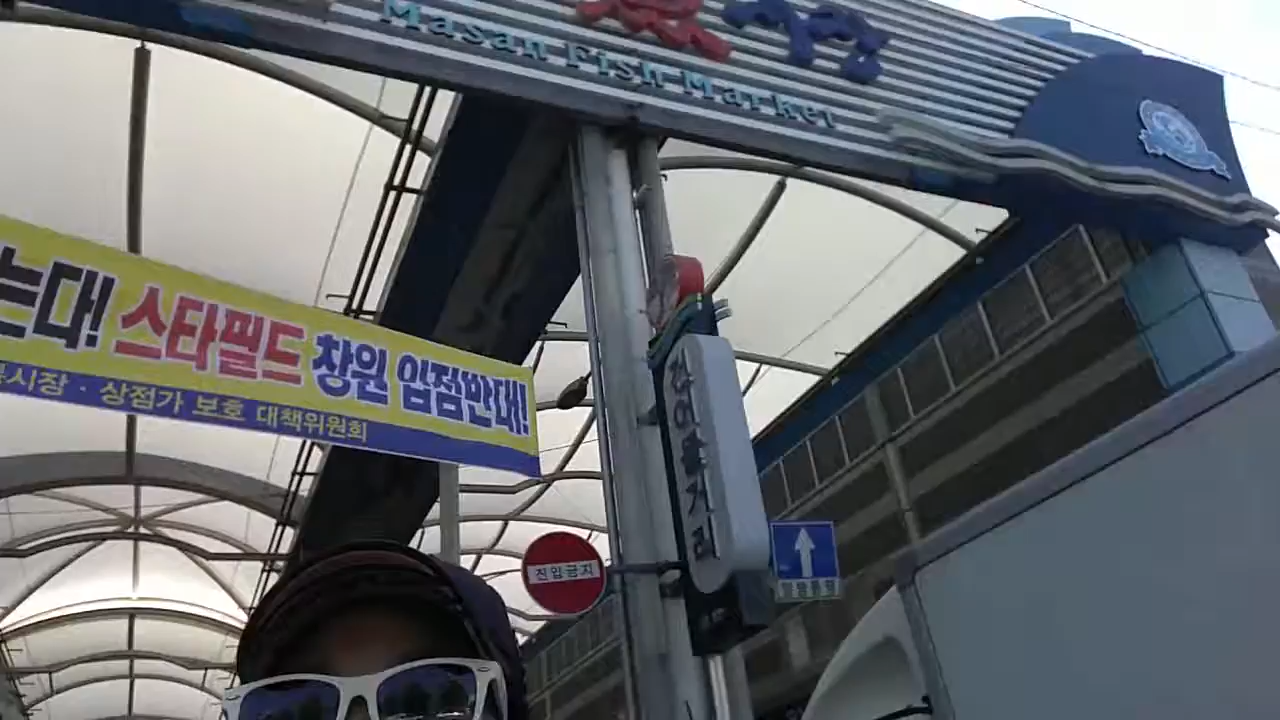 Masan Fish Market
는대! 스타필드 창원 입점반대!
시장 · 상점가 보호 대책위원회
진입금지
일방통행